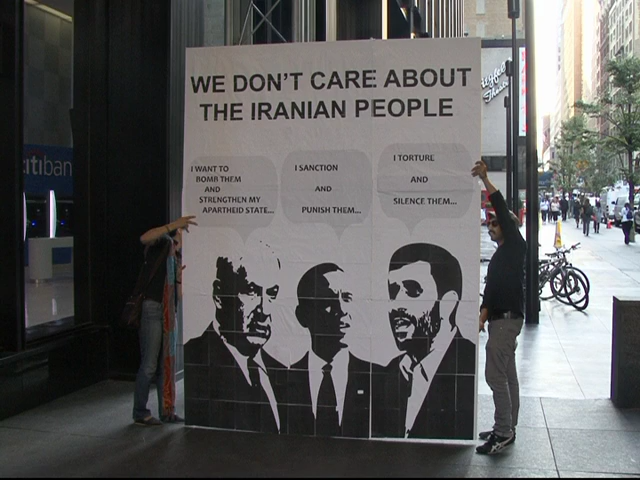 WE DON'T CARE ABOUT
THE IRANIAN PEOPLE
I WANT TO
BOMB THEM
AND
STRENGTHEN MY
APARTHEID STATE...
I SANCTION
AND
PUNISH THEM...
I TORTURE
AND
SILENCE THEM...
citiban